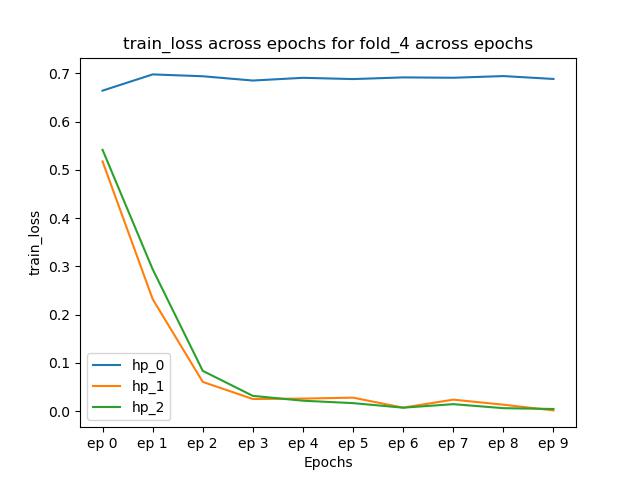 train_loss across epochs for fold_4 across epochs
0.7
0.6
0.5
0.4
0.3
0.2
0.1
0.0
train_loss
hp_0
hp_1
hp_2
ep 0 ep 1 ep 2 ep 3 ep 4 ep 5 ep 6 ep 7 ep 8 ep 9
Epochs